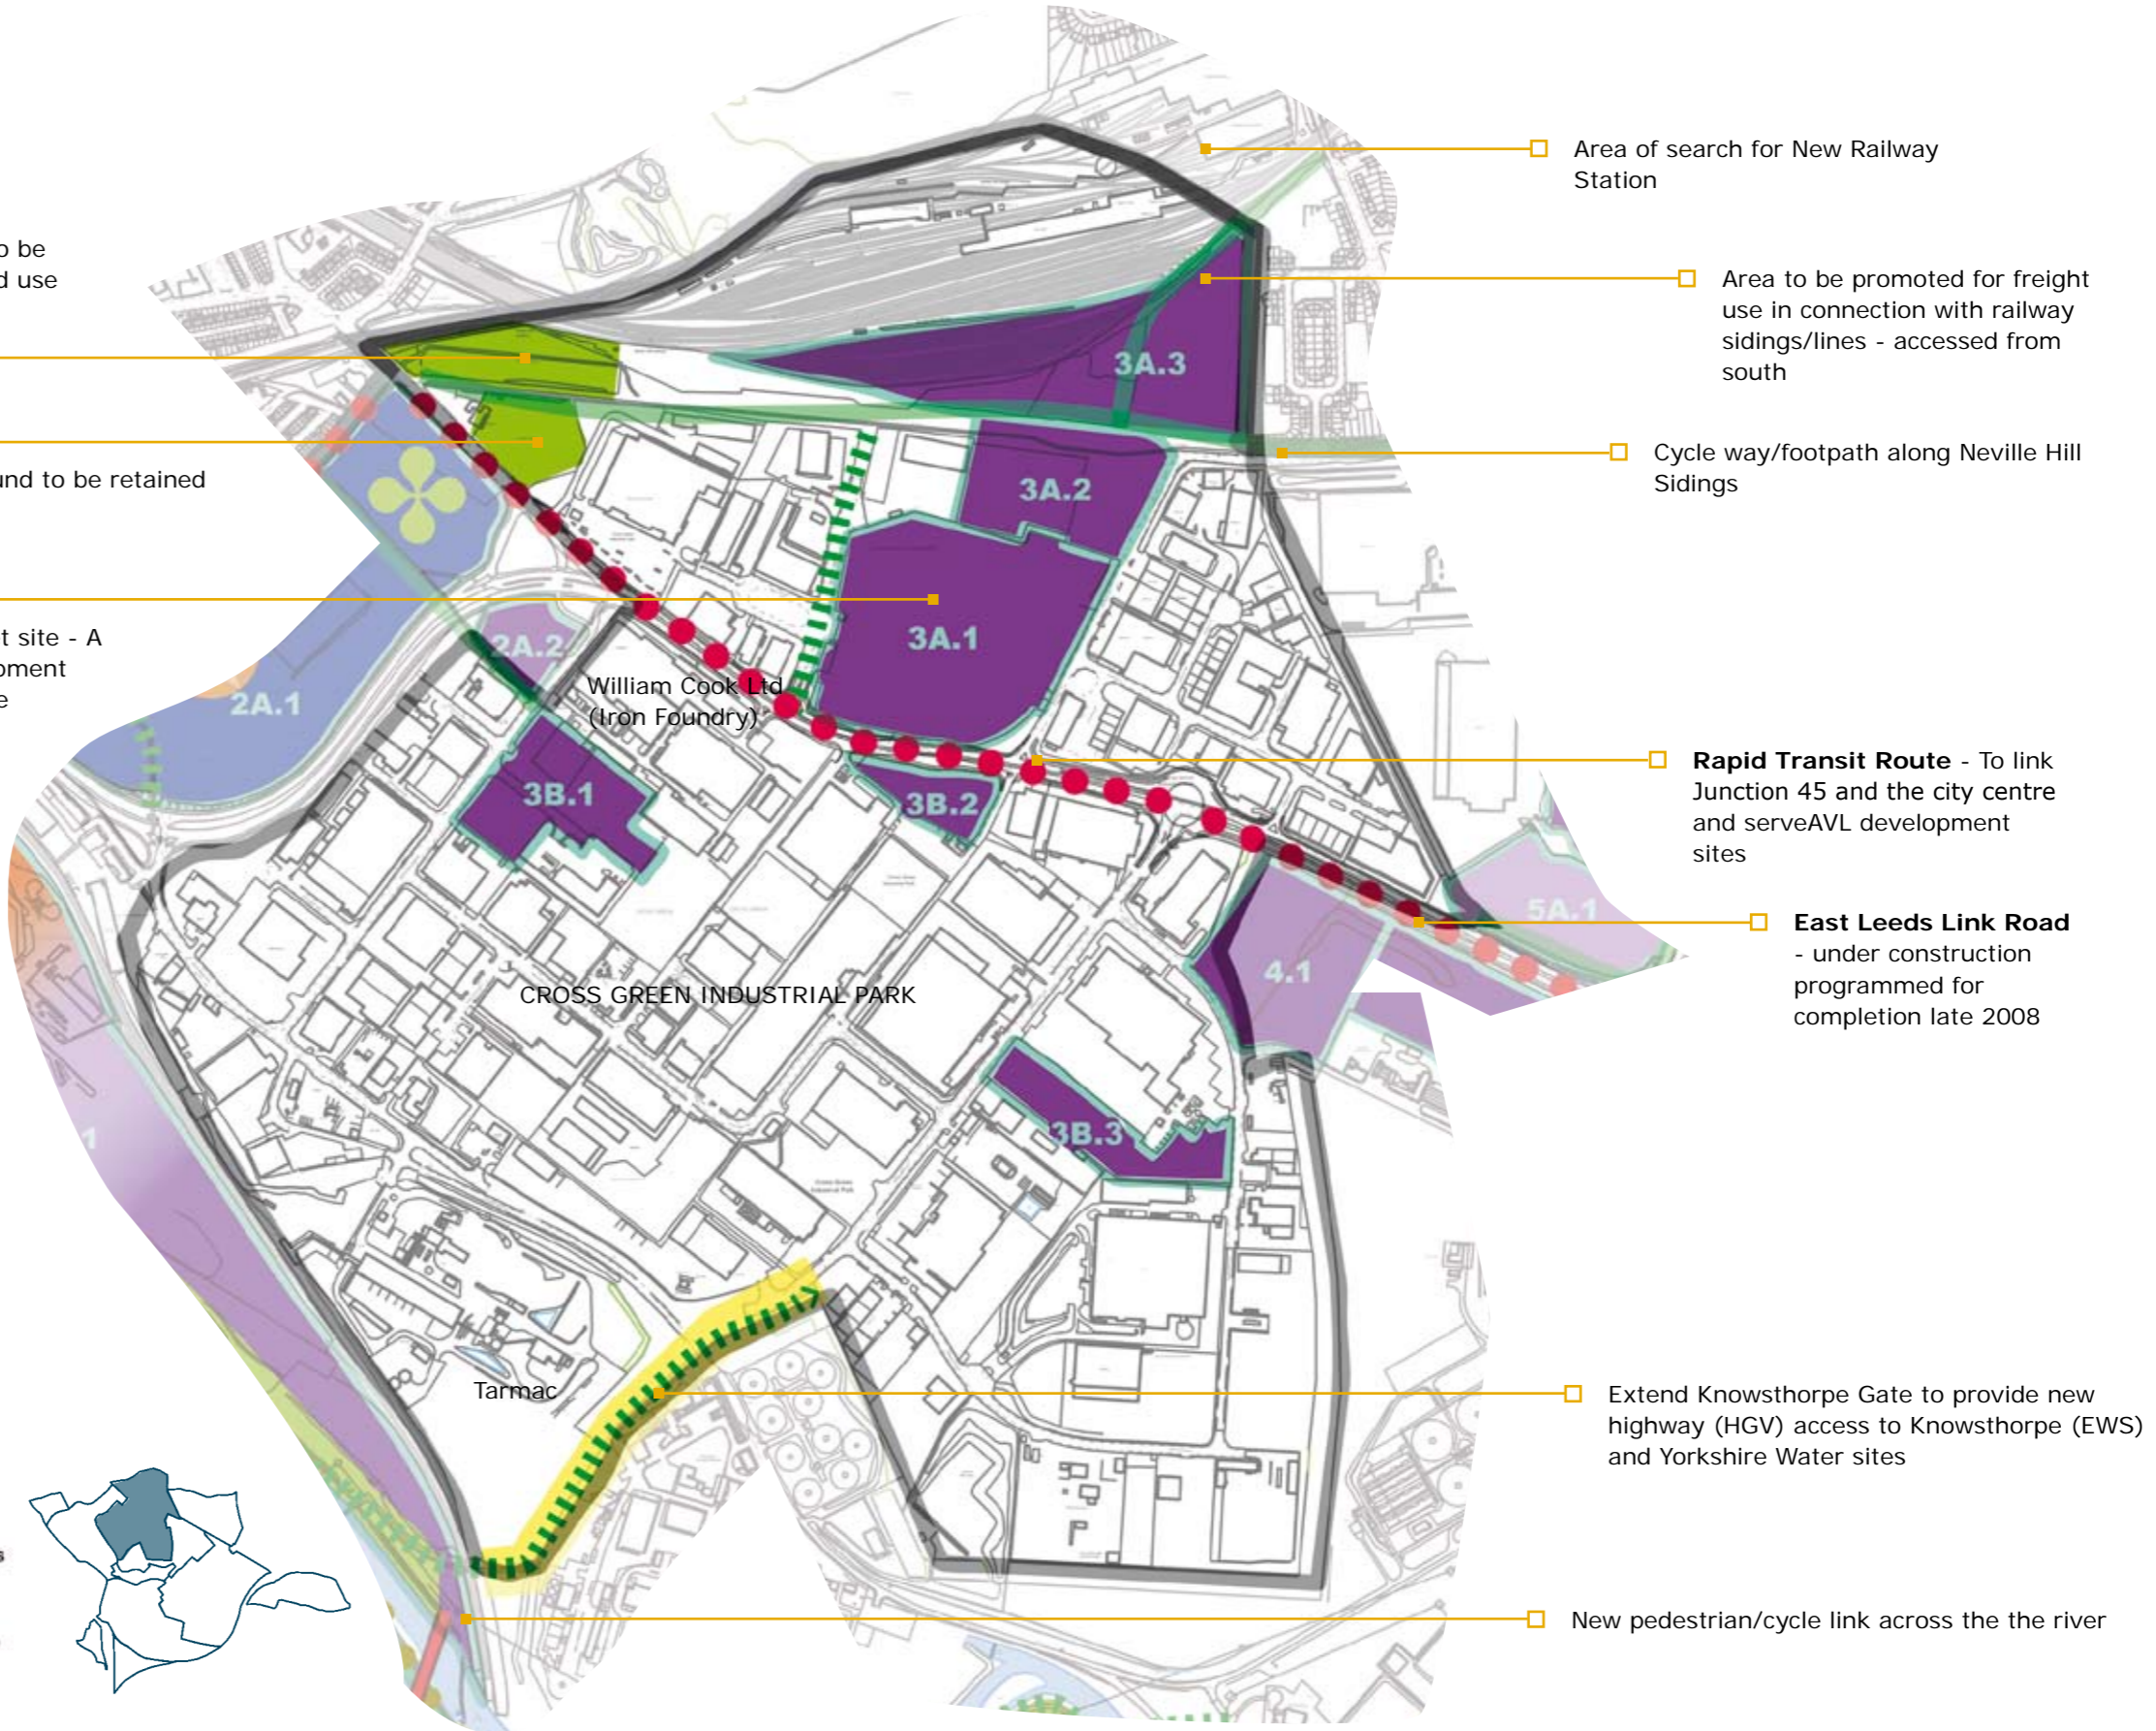 Area of search for New Railway
Station
o be
d use
Area to be promoted for freight
use in connection with railway
sidings/lines - accessed from
south
3A.3
Cycle way/footpath along Neville Hill
Sidings
und to be retained
3A.2
t site - A
pment
e
3A.1
2A.2
2A.1
William Cook Ltd
(Iron Foundry)
Rapid Transit Route - To link
Junction 45 and the city centre
and serveAVL development
sites
3B.1
3B.2
East Leeds Link Road
- under construction
programmed for
completion late 2008
5A.1
4.1
CROSS GREEN INDUSTRIAL PARK
3B.3
1
Tarmac
Extend Knowsthorpe Gate to provide new
highway (HGV) access to Knowsthorpe (EWS)
and Yorkshire Water sites
s
New pedestrian/cycle link across the the river